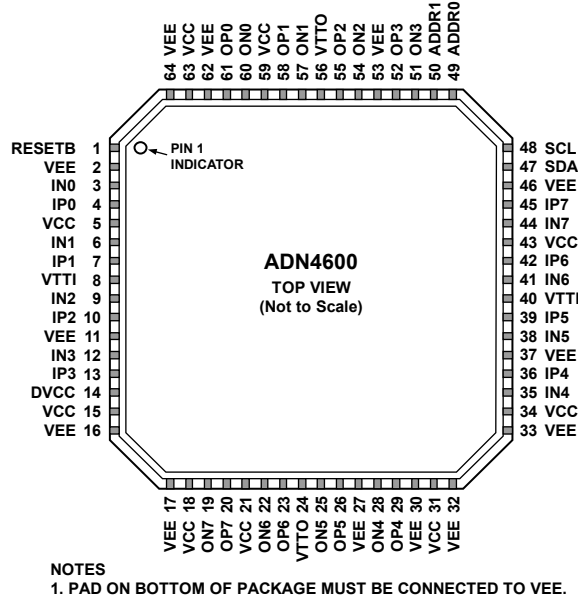 64 VEE
63 VCC
62 VEE
61 OP0
60 ON0
59 VCC
58 OP1
57 ON1
56 VTTO
55 OP2
54 ON2
53 VEE
52 OP3
51 ON3
50 ADDR1
49 ADDR0
RESETB 1
VEE 2
IN0 3
IP0 4
VCC 5
IN1 6
IP1 7
VTTI 8
IN2 9
IP2 10
VEE 11
IN3 12
IP3 13
DVCC 14
VCC 15
VEE 16
PIN 1
INDICATOR
ADN4600
TOP VIEW
(Not to Scale)
48 SCL
47 SDA
46 VEE
45 IP7
44 IN7
43 VCC
42 IP6
41 IN6
40 VTTI
39 IP5
38 IN5
37 VEE
36 IP4
35 IN4
34 VCC
33 VEE
VEE 17
VCC 18
ON7 19
OP7 20
VCC 21
ON6 22
OP6 23
VTTO 24
ON5 25
OP5 26
VEE 27
ON4 28
OP4 29
VEE 30
VCC 31
VEE 32
NOTES
1. PAD ON BOTTOM OF PACKAGE MUST BE CONNECTED TO VEE.